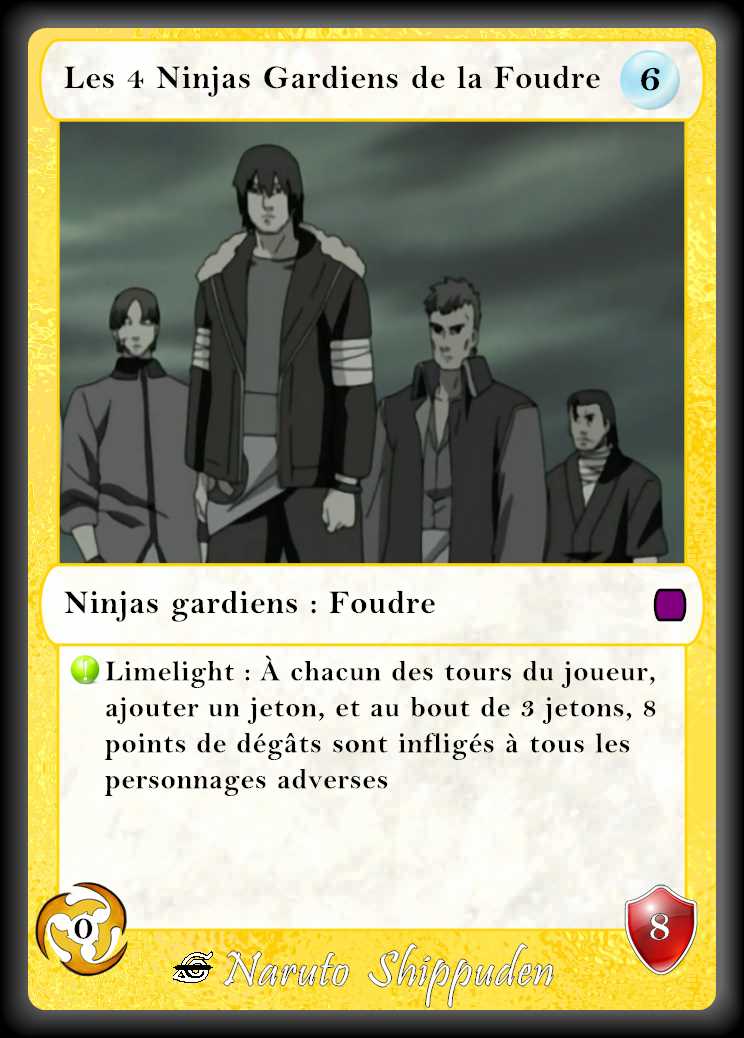 Les 4 Ninjas Gardiens de la Foudre 6
Ninjas gardiens : Foudre
Limelight : À chacun des tours du joueur,
ajouter un jeton, et au bout de 3 jetons, 8
points de dégâts sont infligés à tous les
personnages adverses
0
8
Naruto Shippuden